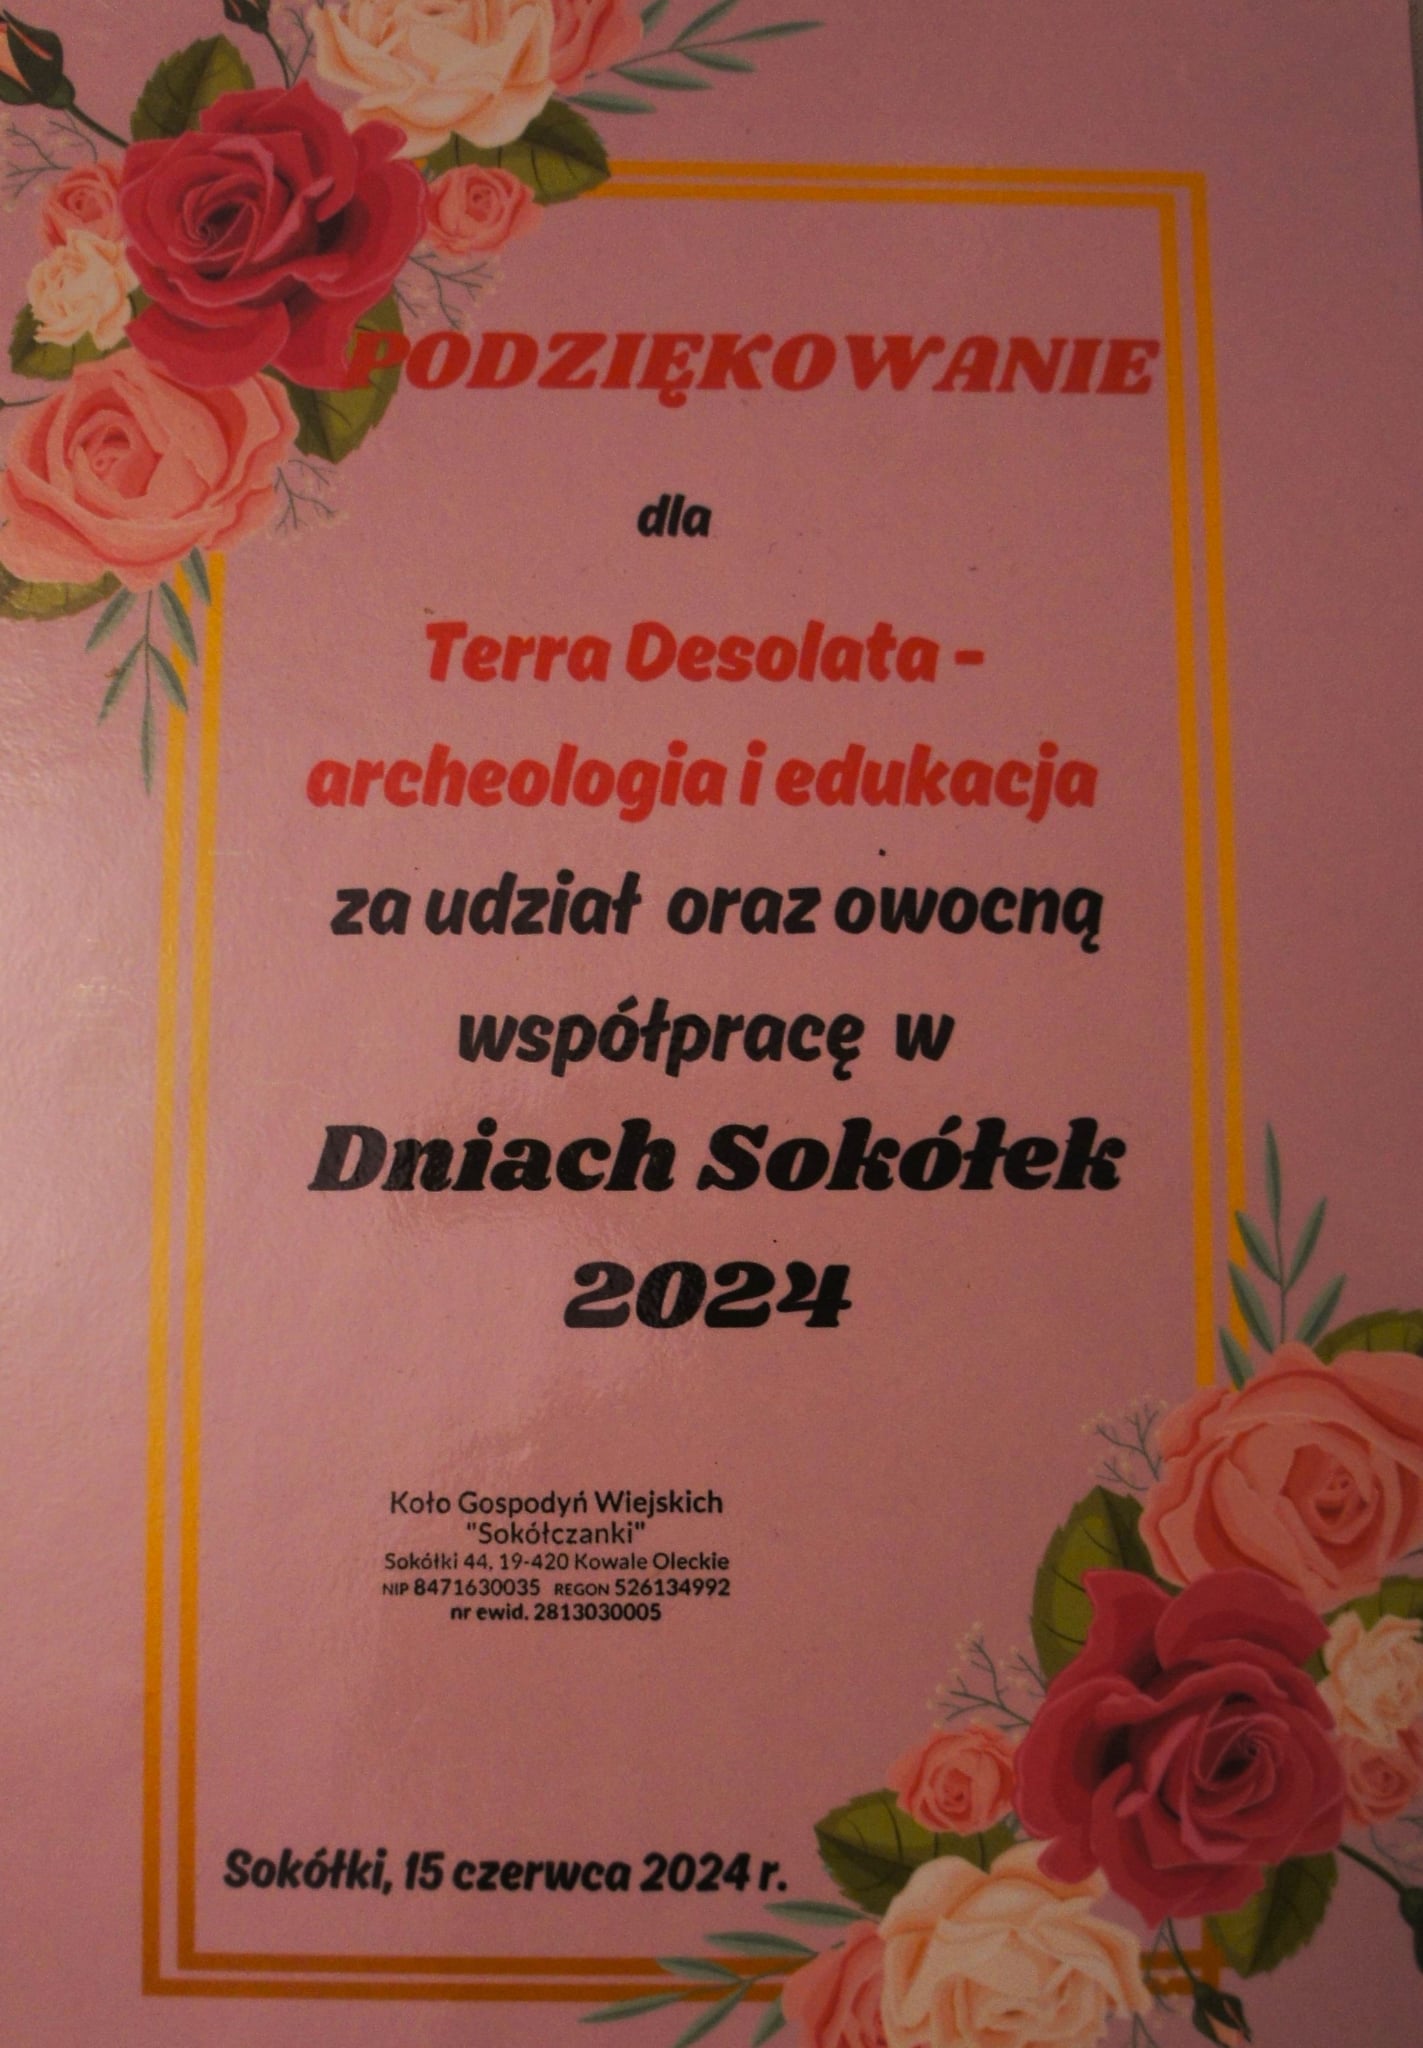 PODZIĘKOWANIE
dla
Terra Desolata -
archeologia i edukacja
za udział oraz owocną
współpracę w
Dniach Sokółek
2024
Koło Gospodyń Wiejskich
"Sokółczanki"
Sokółki 44, 19-420 Kowale Oleckie
NIP 8471630035 REGON 526134992
nr ewid. 2813030005
Sokółki, 15 czerwca 2024 r.